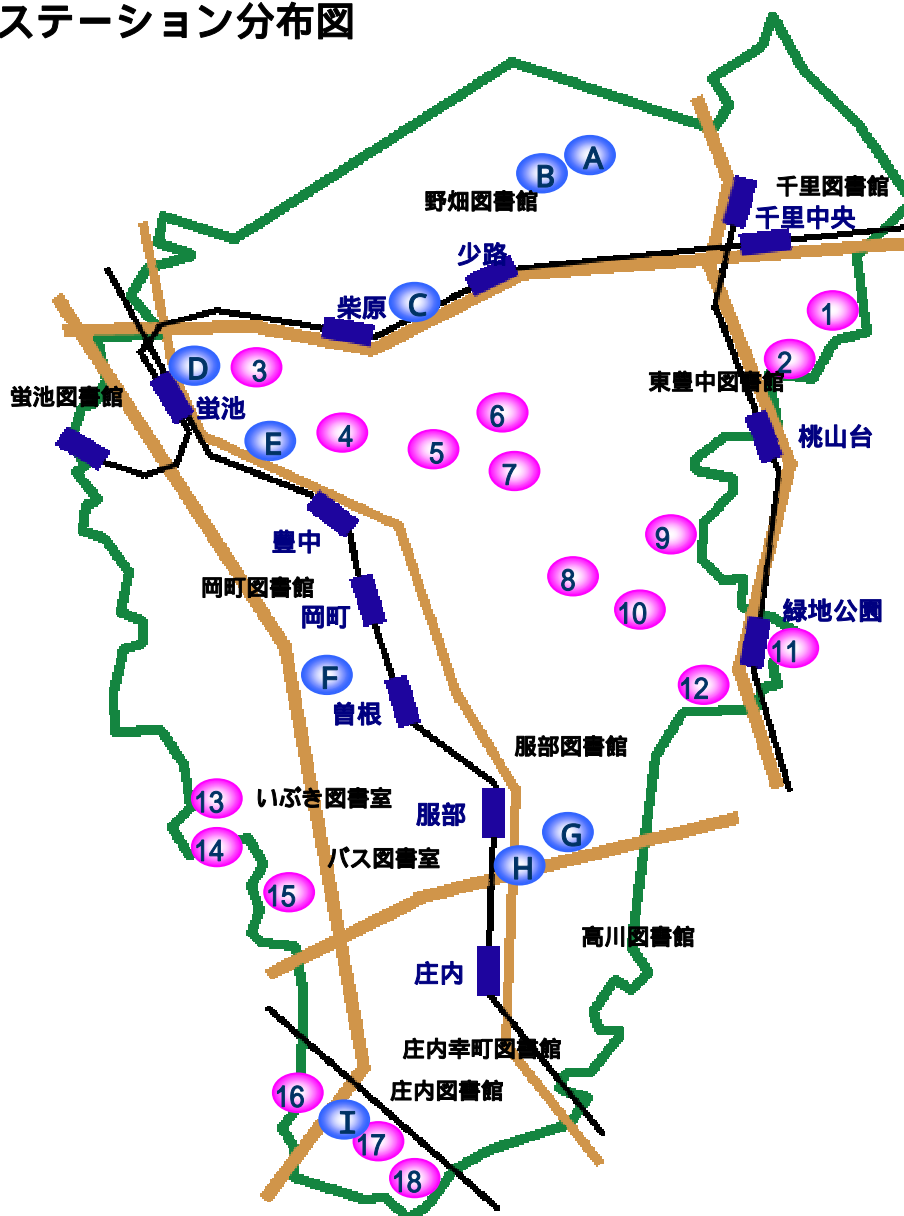 ステーション分布図
A
B
千里図書館
野畑図書館
千里中央
少路
柴原
C
1
D
3
2
東豊中図書館
蛍池図書館
蛍池
6
E
4
5
桃山台
7
豊中
9
8
岡町図書館
10
緑地公園
岡町
11
F
12
曽根
服部図書館
13
いぶき図書室
服部
G
14
バス図書室
H
15
高川図書館
庄内
庄内幸町図書館
16
庄内図書館
I
17
18